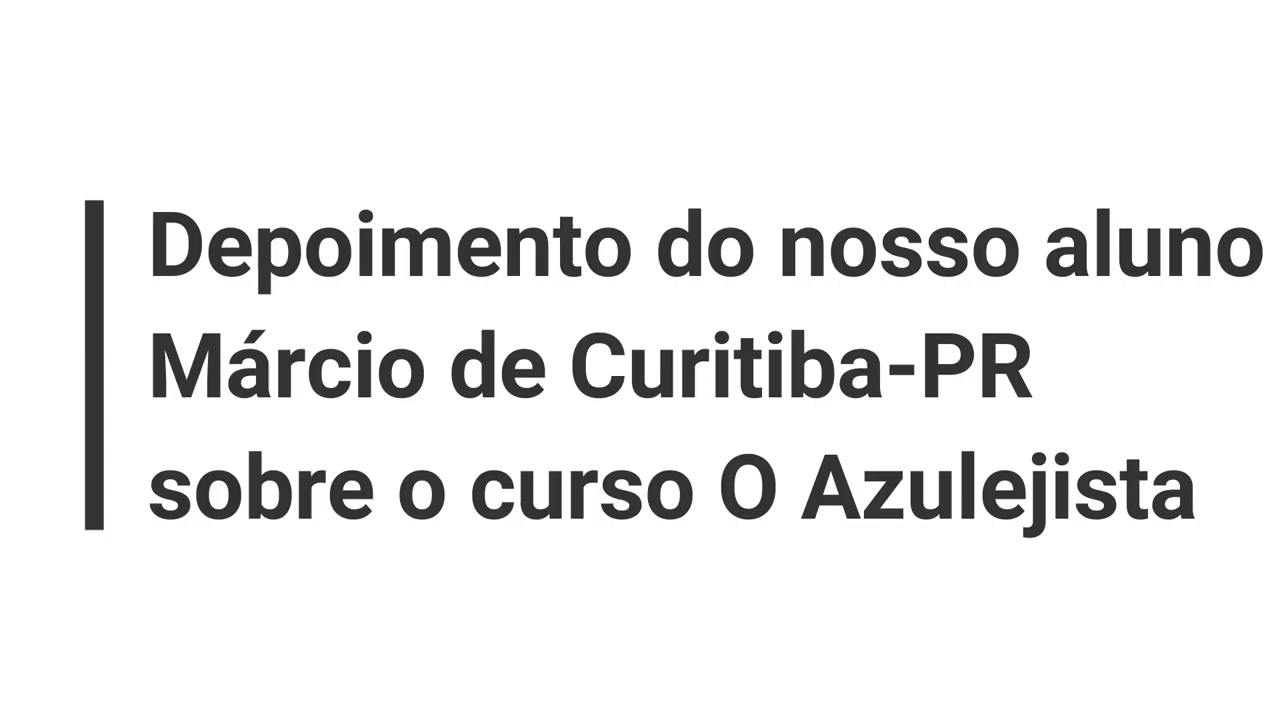 Depoimento do nosso aluno
Márcio de Curitiba-PR
sobre o curso O Azulejista